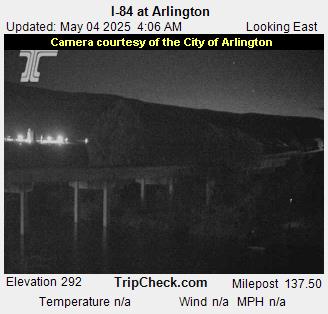 I-84 at Arlington
Updated: May 04 2025 4:06 AM Looking East
Camera courtesy of the City of Arlington
Elevation 292 TripCheck.com Milepost 137.50
Temperature n/a Wind n/a MPH n/a